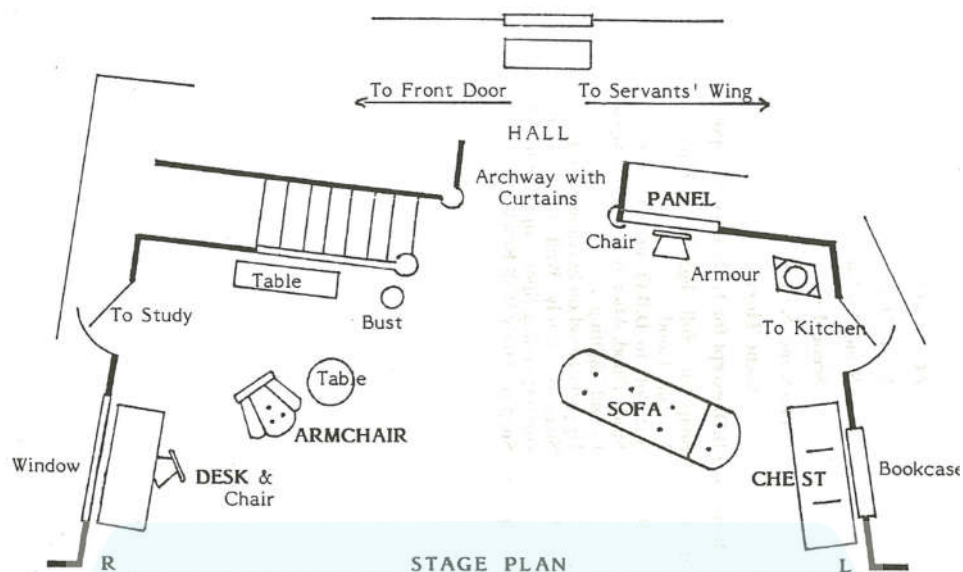 To Front Door
To Servants' Wing
HALL
Archway with
Curtains
PANEL
Chair
Armour
Table
Bust
To Study
To Kitchen
Table
SOFA
ARMCHAIR
Window
DESK &
Chair
CHEST
Bookcase
R
STAGE PLAN
L